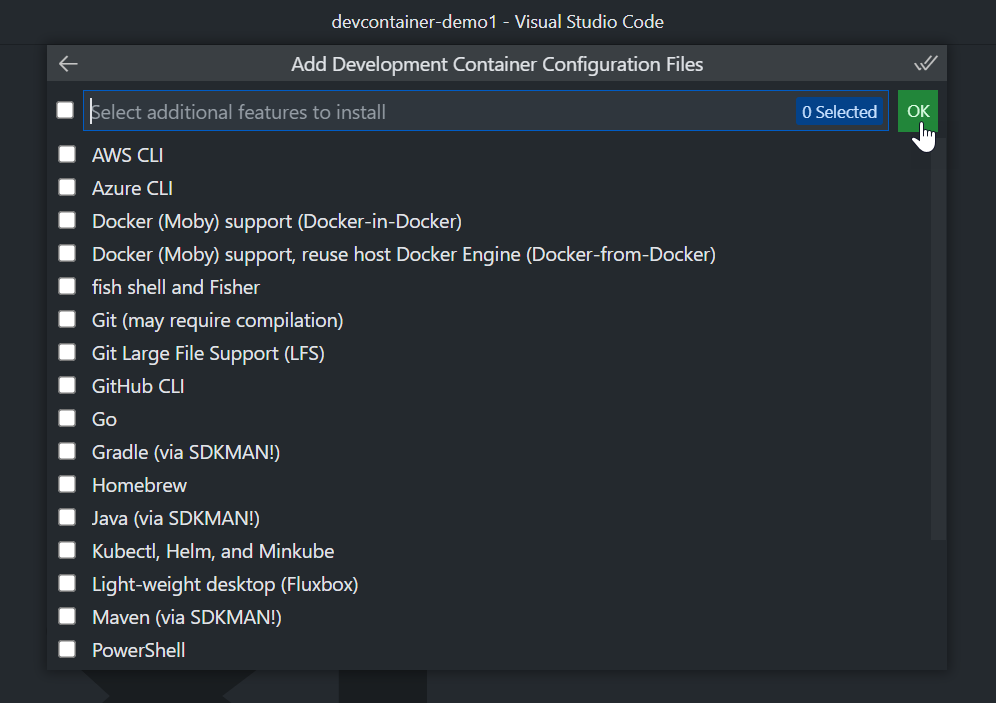 devcontainer-demo1 - Visual Studio Code
Add Development Container Configuration Files
Select additional features to install 0 Selected OK
AWS CLI
Azure CLI
Docker (Moby) support (Docker-in-Docker)
Docker (Moby) support, reuse host Docker Engine (Docker-from-Docker)
fish shell and Fisher
Git (may require compilation)
Git Large File Support (LFS)
GitHub CLI
Go
Gradle (via SDKMAN!)
Homebrew
Java (via SDKMAN!)
Kubectl, Helm, and Minkube
Light-weight desktop (Fluxbox)
Maven (via SDKMAN!)
PowerShell